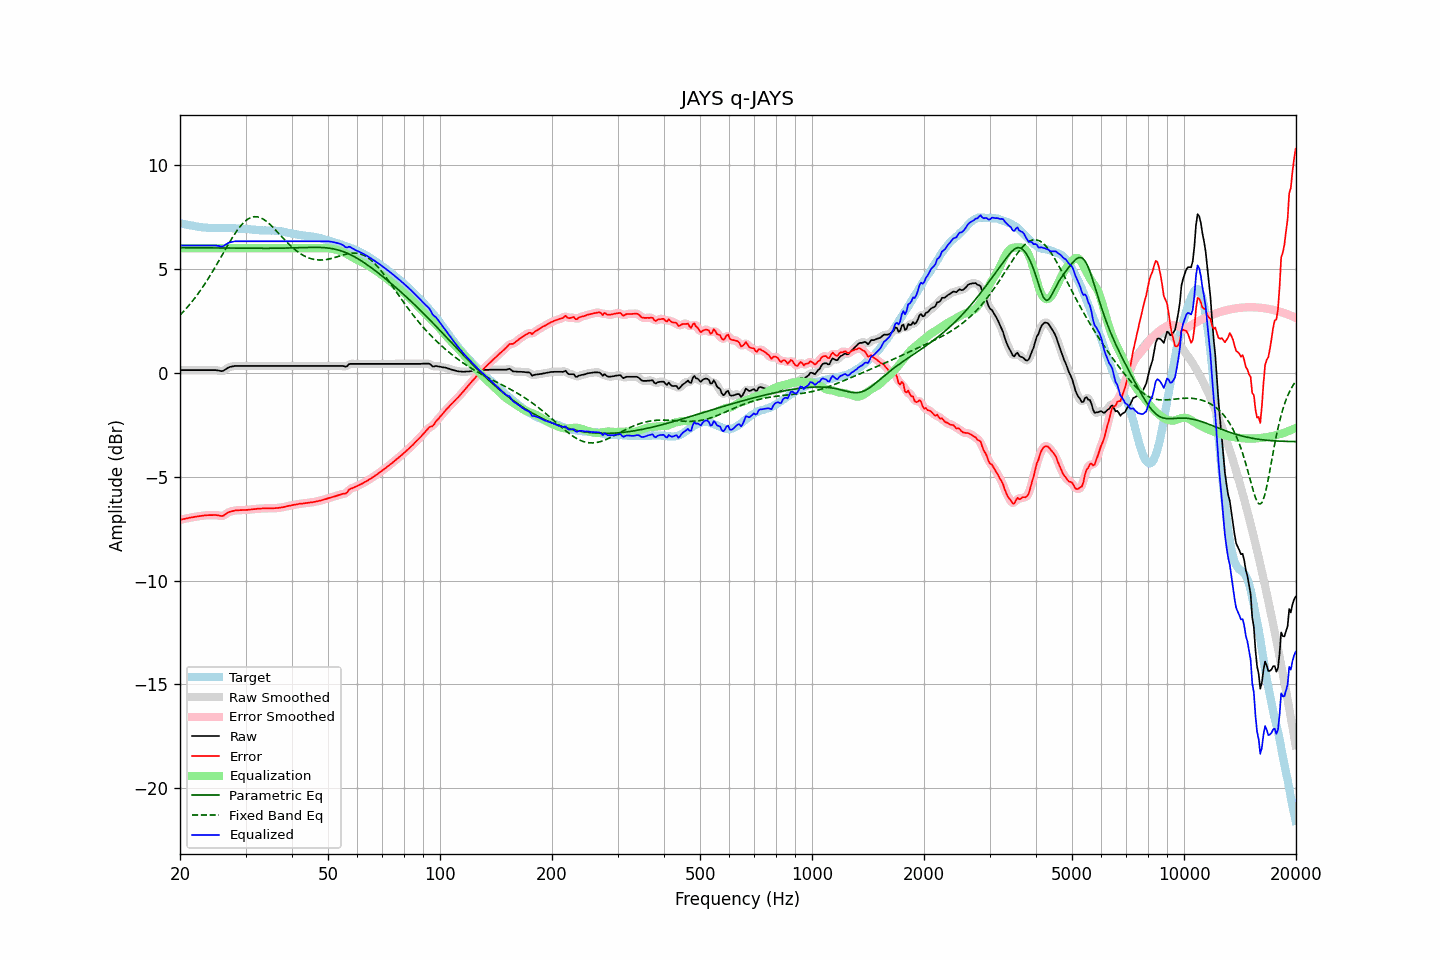 JAYS q-JAYS
Amplitude (dBr)
10
5
0
−5
−10
−15
−20
Target
Raw Smoothed
Error Smoothed
Raw
Error
Equalization
Parametric Eq
Fixed Band Eq
Equalized
20 50 100 200 500 1000 2000 5000 10000 20000
Frequency (Hz)